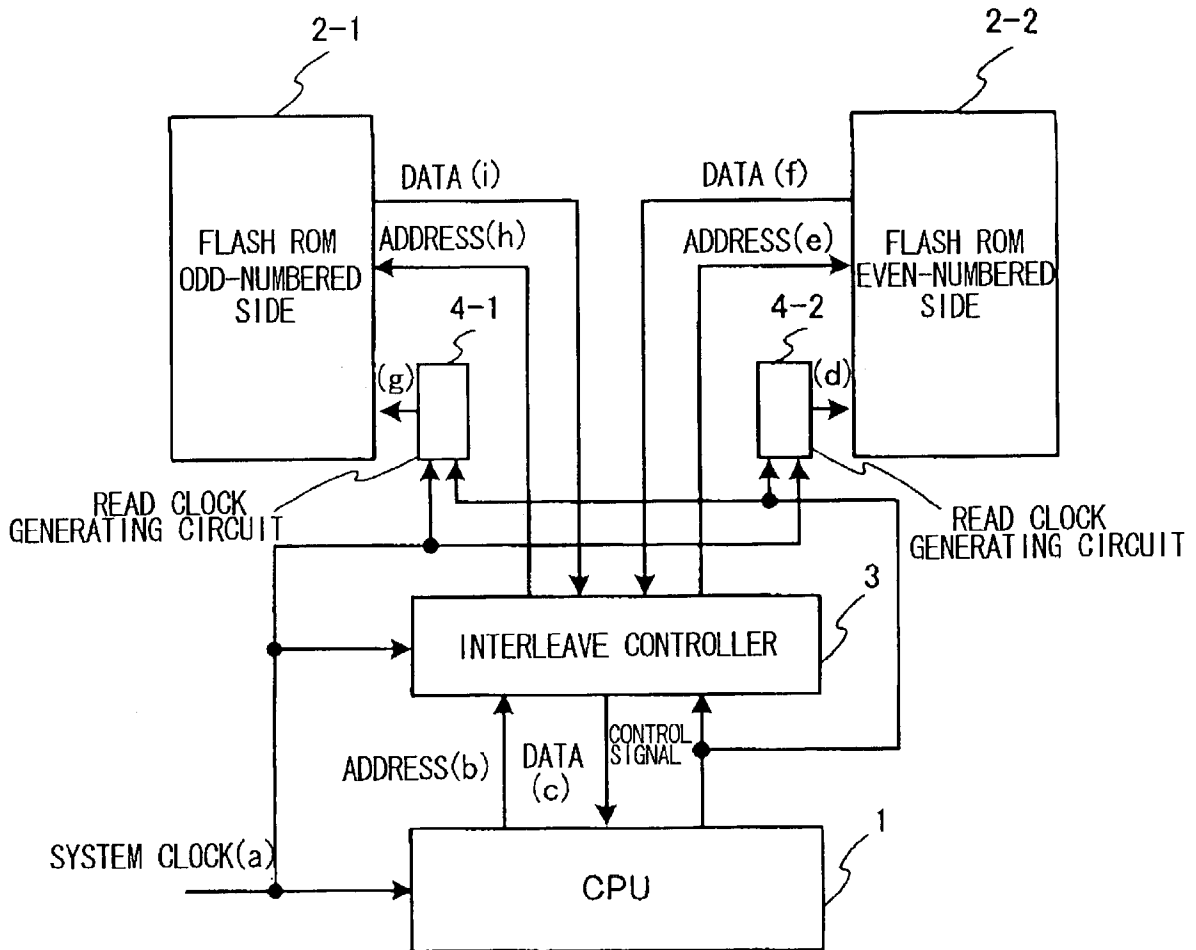 2-1
2-2
DATA(i)
DATA(f)
FLASH ROM
ODD-NUMBERED
SIDE
ADDRESS(h)
ADDRESS(e)
FLASH ROM
EVEN-NUMBERED
SIDE
4-1
4-2
(g)
(d)
READ CLOCK
GENERATING CIRCUIT
READ CLOCK
GENERATING CIRCUIT
3
INTERLEAVE CONTROLLER
ADDRESS(b)
DATA
(c)
CONTROL
SIGNAL
1
SYSTEM CLOCK(a)
CPU